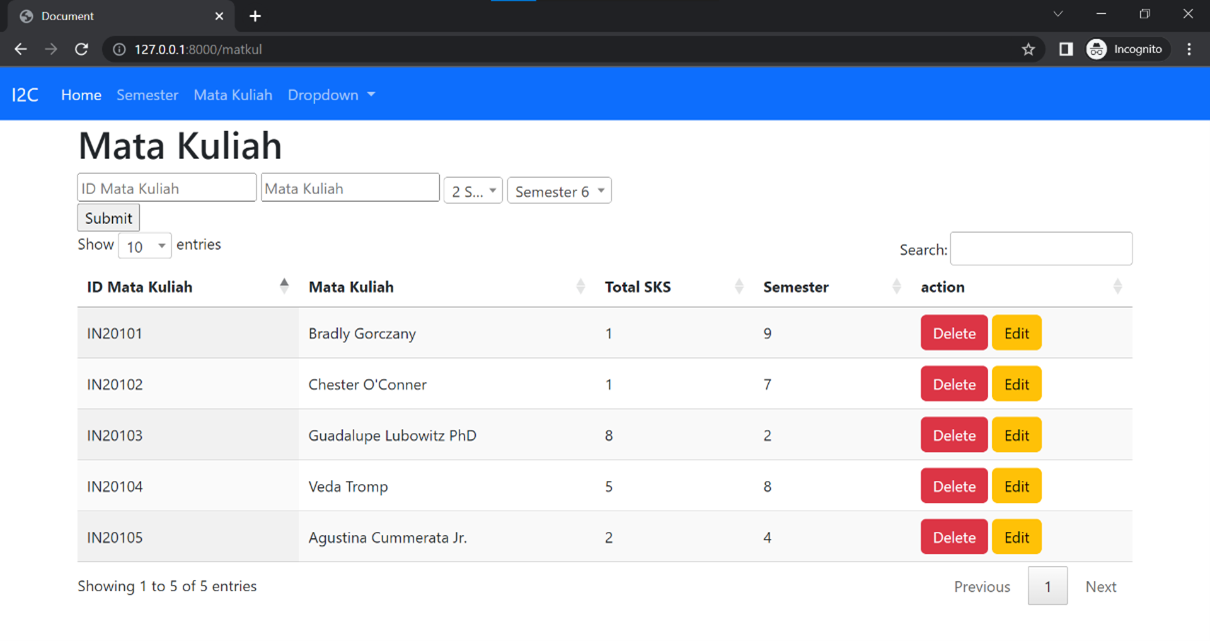 Document
127.0.0.1:8000/matkul
Incognito
I2C Home Semester Mata Kuliah Dropdown
Mata Kuliah
ID Mata Kuliah Mata Kuliah 2 S... Semester 6
Submit
Show 10 entries
Search:
ID Mata Kuliah Mata Kuliah Total SKS Semester action
IN20101 Bradly Gorczany 1 9 Delete Edit
IN20102 Chester O'Conner 1 7 Delete Edit
IN20103 Guadalupe Lubowitz PhD 8 2 Delete Edit
IN20104 Veda Tromp 5 8 Delete Edit
IN20105 Agustina Cummerata Jr. 2 4 Delete Edit
Showing 1 to 5 of 5 entries Previous 1 Next